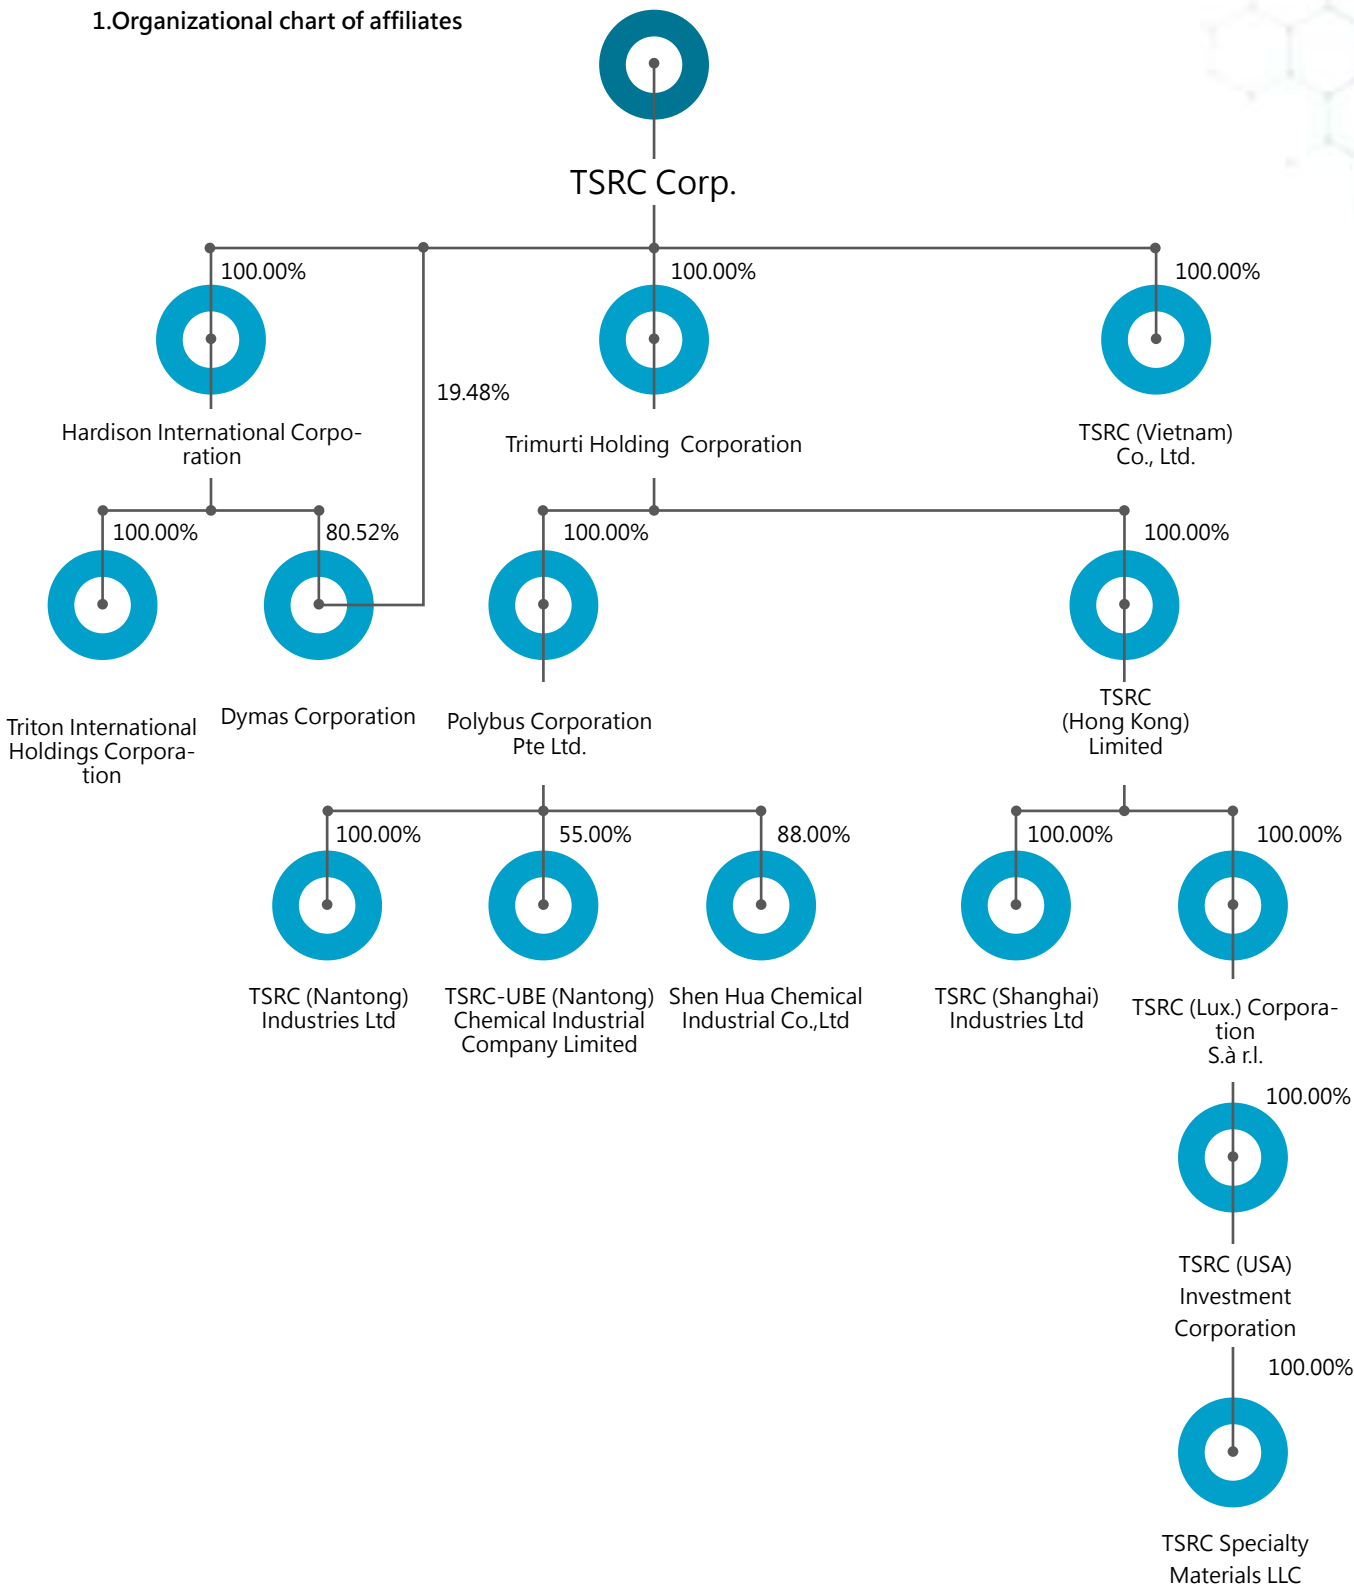 1.Organizational chart of affiliates
TSRC Corp.
100.00%
100.00%
100.00%
19.48%
Hardison International Corpo-
ration
Trimurti Holding Corporation
TSRC (Vietnam)
Co., Ltd.
100.00%
80.52%
100.00%
100.00%
Triton International
Holdings Corpora-
tion
Dymas Corporation
Polybus Corporation
Pte Ltd.
TSRC
(Hong Kong)
Limited
100.00%
55.00%
88.00%
100.00%
100.00%
TSRC (Nantong)
Industries Ltd
TSRC-UBE (Nantong)
Chemical Industrial
Company Limited
Shen Hua Chemical
Industrial Co.,Ltd
TSRC (Shanghai)
Industries Ltd
TSRC (Lux.) Corpora-
tion
S.à r.l.
100.00%
TSRC (USA)
Investment
Corporation
100.00%
TSRC Specialty
Materials LLC